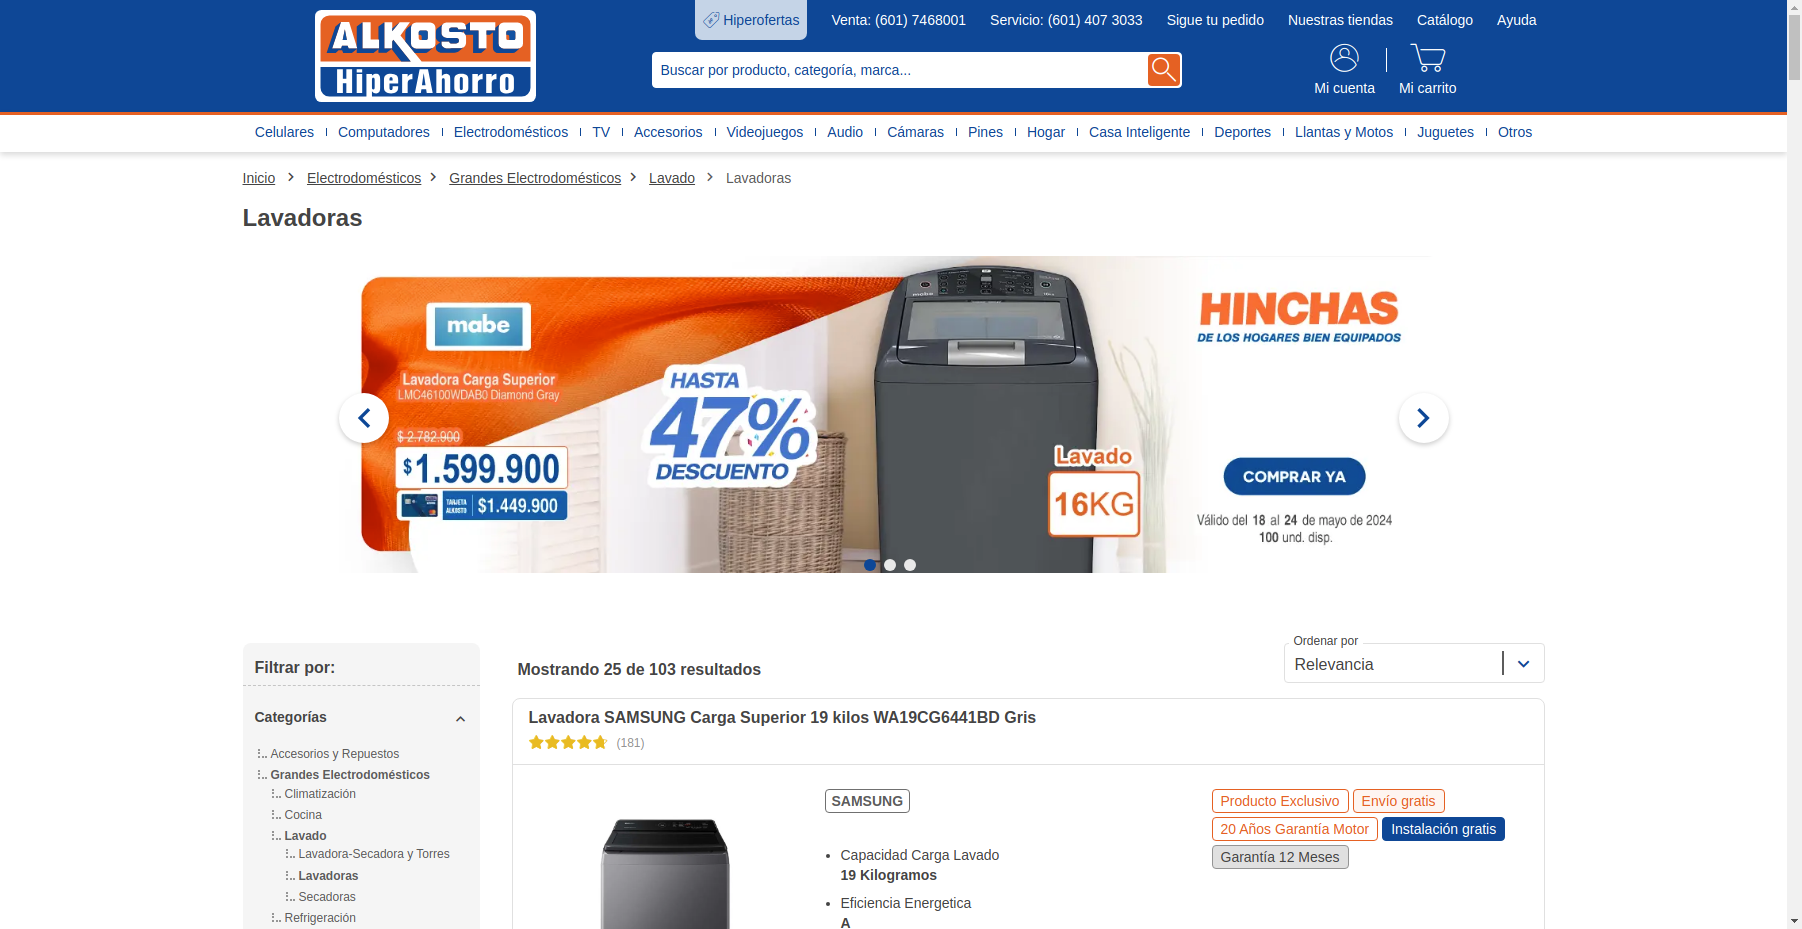 ALKOSTO
HiperAhorro
Hiperofertas
Venta: (601) 7468001
Servicio: (601) 407 3033
Sigue tu pedido
Nuestras tiendas
Catálogo
Ayuda
Buscar por producto, categoría, marca...
Mi cuenta
Mi carrito
Celulares
Computadores
Electrodomésticos
TV
Accesorios
Videojuegos
Audio
Cámaras
Pines
Hogar
Casa Inteligente
Deportes
Llantas y Motos
Juguetes
Otros
Inicio
Electrodomésticos
Grandes Electrodomésticos
Lavado
Lavadoras
Lavadoras
mabe
Lavadora Carga Superior
LMC46100WDAB0 Diamond Gray
$ 2.782.900
$1.599.900
TARJETA
ALKOSTO
$1.449.900
HASTA
47%
DESCUENTO
mabe
Lavado
16KG
HINCHAS
DE LOS HOGARES BIEN EQUIPADOS
COMPRAR YA
Válido del 18 al 24 de mayo de 2024
100 und. disp.
Filtrar por:
Categorías
Accesorios y Repuestos
Grandes Electrodomésticos
Climatización
Cocina
Lavado
Lavadora-Secadora y Torres
Lavadoras
Secadoras
Refrigeración
Mostrando 25 de 103 resultados
Ordenar por
Relevancia
Lavadora SAMSUNG Carga Superior 19 kilos WA19CG6441BD Gris
(181)
SAMSUNG
Capacidad Carga Lavado
19 Kilogramos
Eficiencia Energetica
A
Producto Exclusivo
Envío gratis
20 Años Garantía Motor
Instalación gratis
Garantía 12 Meses